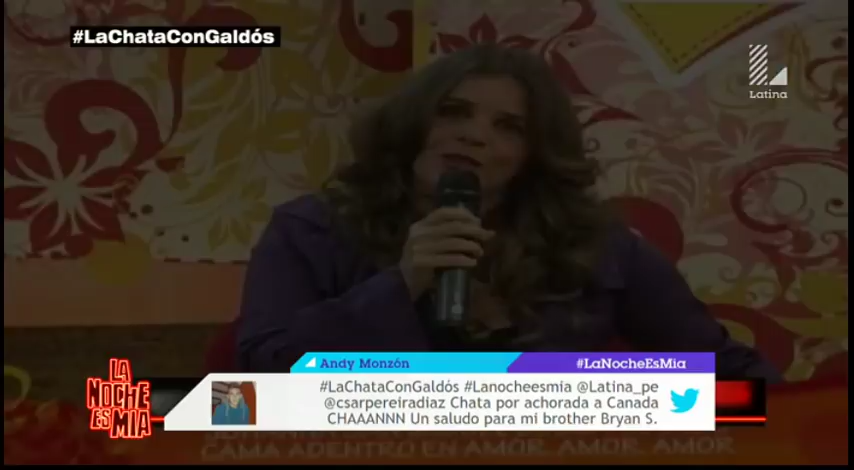 #LaChataConGaldós
Latina
Andy Monzón
#LaNocheEsMia
#LaChataConGaldós #Lanocheesmia @Latina_pe
@csarpereiradiaz Chata por achorada a Canada
CHAAANNN Un saludo para mi brother Bryan S.
LA
NOCHE
ES
MIA
CAMA ADENTRO EN AMOR, AMOR, AMOR